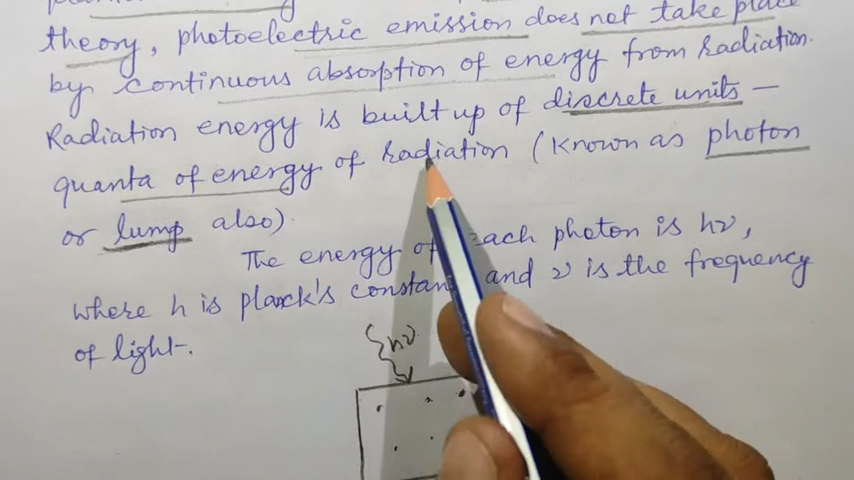 theory, photoelectric emission does not take place
by continuous absorption of energy from radiation.
Radiation energy is built up of discrete units —
quanta of energy of radiation (known as photon
or lump also).
The energy of each photon is hν,
where h is planck's constant and ν is the frequency
of light.
hν